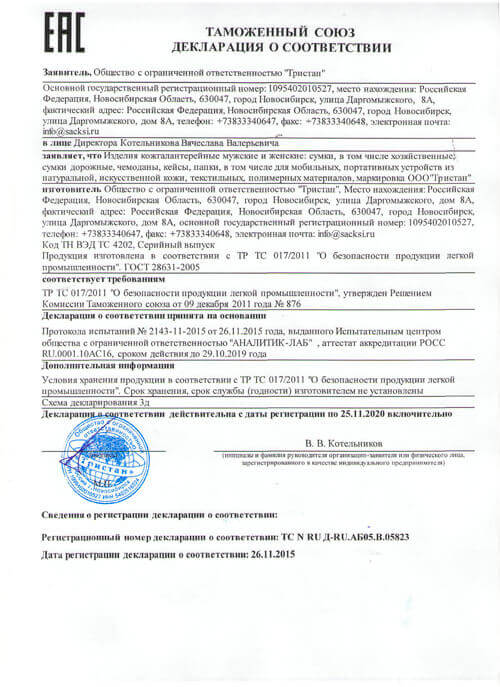 EAC
ТАМОЖЕННЫЙ СОЮЗ
ДЕКЛАРАЦИЯ О СООТВЕТСТВИИ
Заявитель, Общество с ограниченной ответственностью "Тристан"
Основной государственный регистрационный номер: 1095402010527, место нахождения: Российская
Федерация, Новосибирская Область, 630047, город Новосибирск, улица Даргомыжского, 8А,
фактический адрес: Российская Федерация, Новосибирская Область, 630047, город Новосибирск,
улица Даргомыжского, дом 8А, телефон: +73833340647, факс: +73833340648, электронная почта:
info@sacksi.ru
в лице Директора Котельникова Вячеслава Валерьевича
заявляет, что Изделия кожгалантерейные мужские и женские: сумки, в том числе хозяйственные;
сумки дорожные, чемоданы, кейсы, папки, в том числе для мобильных, портативных устройств из
натуральной, искусственной кожи, текстильных, полимерных материалов, маркировка ООО"Тристан"
изготовитель Общество с ограниченной ответственностью "Тристан", Место нахождения: Российская
Федерация, Новосибирская Область, 630047, город Новосибирск, улица Даргомыжского, дом 8А,
фактический адрес: Российская Федерация, Новосибирская Область, 630047, город Новосибирск,
улица Даргомыжского, дом 8А, основной государственный регистрационный номер: 1095402010527,
телефон: +73833340647, факс: +73833340648, электронная почта: info@sacksi.ru
Код ТН ВЭД ТС 4202, Серийный выпуск
Продукция изготовлена в соответствии с ТР ТС 017/2011 "О безопасности продукции легкой
промышленности". ГОСТ 28631-2005
соответствует требованиям
ТР ТС 017/2011 "О безопасности продукции легкой промышленности", утвержден Решением
Комиссии Таможенного союза от 09 декабря 2011 года № 876
Декларация о соответствии принята на основании
Протокола испытаний № 2143-11-2015 от 26.11.2015 года, выданного Испытательным центром
общества с ограниченной ответственностью "АНАЛИТИК-ЛАБ" , аттестат аккредитации РОСС
RU.0001.10АС16, сроком действия до 29.10.2019 года
Дополнительная информация
Условия хранения продукции в соответствии с ТР ТС 017/2011 "О безопасности продукции легкой
промышленности". Срок хранения, срок службы (годности) изготовителем не установлены
Схема декларирования 3д
Декларация о соответствии действительна с даты регистрации по 25.11.2020 включительно
Общество с ограниченной
ответственностью
"Тристан"
М.П.
В. В. Котельников
(инициалы и фамилия руководителя организации-заявителя или физического лица,
зарегистрированного в качестве индивидуального предпринимателя)
Сведения о регистрации декларации о соответствии:
Регистрационный номер декларации о соответствии: ТС N RU Д-RU.АБ05.В.05823
Дата регистрации декларации о соответствии: 26.11.2015